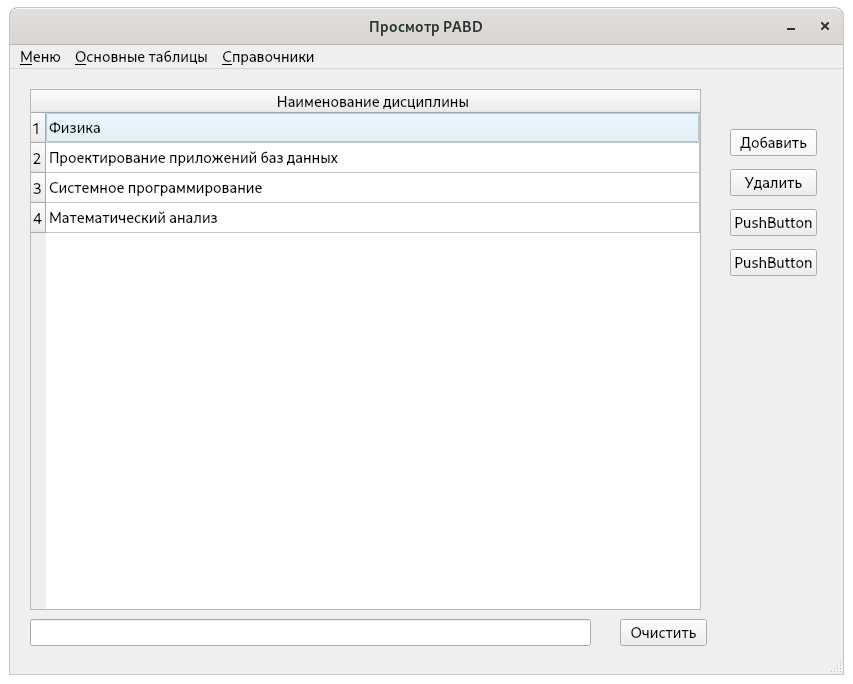 Просмотр PABD
Меню Основные таблицы Справочники
Наименование дисциплины
1 Физика
2 Проектирование приложений баз данных
3 Системное программирование
4 Математический анализ
Добавить
Удалить
PushButton
PushButton
Очистить